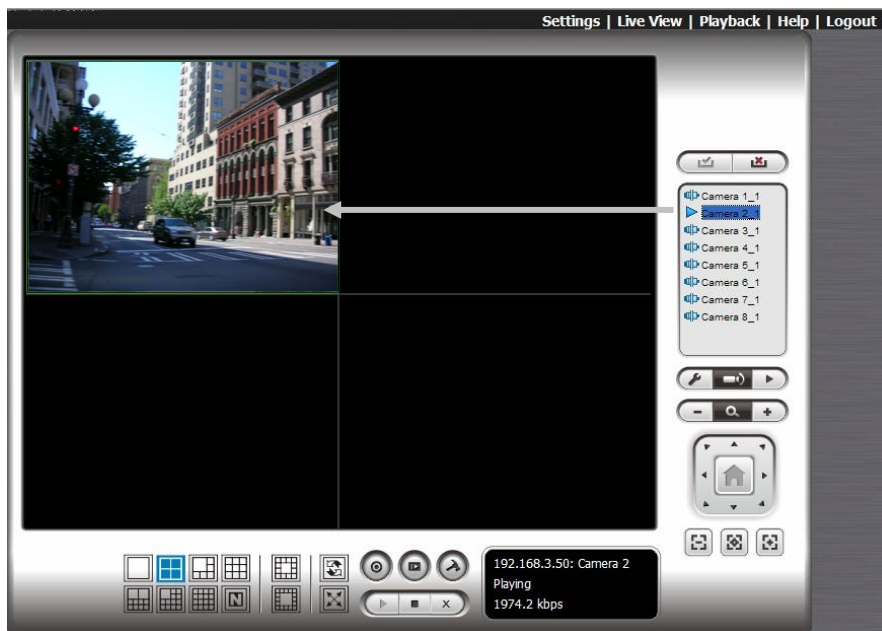 Settings | Live View | Playback | Help | Logout
Camera 1_1
Camera 2_1
Camera 3_1
Camera 4_1
Camera 5_1
Camera 6_1
Camera 7_1
Camera 8_1
N
192.168.3.50: Camera 2
Playing
1974.2 kbps